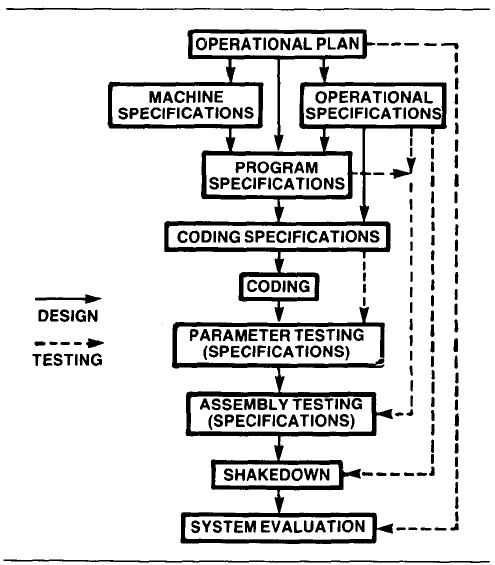 OPERATIONAL PLAN
MACHINE
SPECIFICATIONS
OPERATIONAL
SPECIFICATIONS
PROGRAM
SPECIFICATIONS
CODING SPECIFICATIONS
CODING
DESIGN
TESTING
PARAMETER TESTING
(SPECIFICATIONS)
ASSEMBLY TESTING
(SPECIFICATIONS)
SHAKEDOWN
SYSTEM EVALUATION